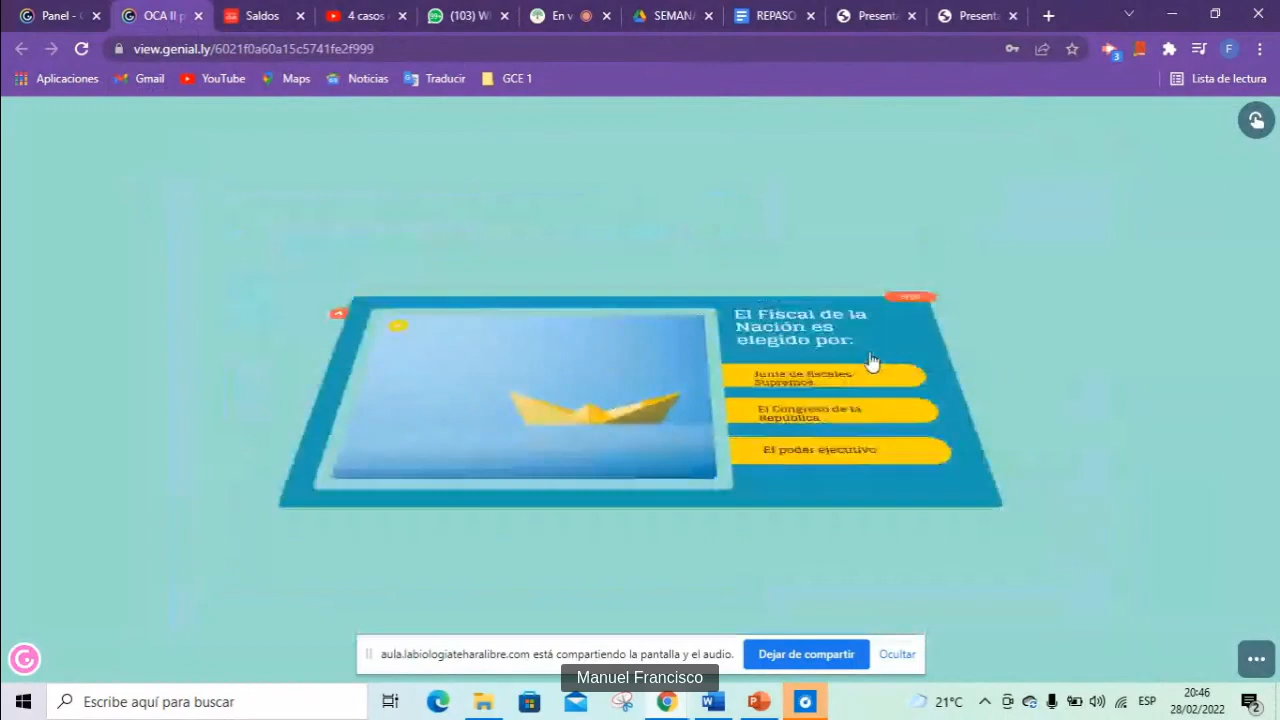 Panel - G
OCA II p
Saldos
4 casos
(103) W
En v
SEMANA
REPASO
Presenta
Presenta
view.genial.ly/6021f0a60a15c5741fe2f999
3
F
Aplicaciones
Gmail
YouTube
Maps
Noticias
Traducir
GCE 1
Lista de lectura
El Fiscal de la
Nación es
elegido por:
Junta de fiscales
Supremos
El Congreso de la
República
El poder ejecutivo
aula.labiologiateharalibre.com está compartiendo la pantalla y el audio.
Dejar de compartir
Ocultar
Manuel Francisco
Escribe aquí para buscar
21°C
ESP
20:46
28/02/2022
2